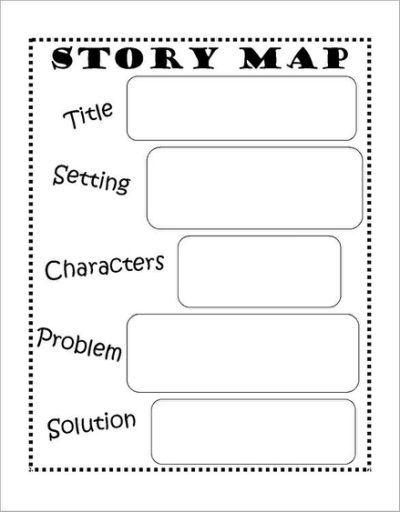 STORY MAP
Title
Setting
Characters
Problem
Solution